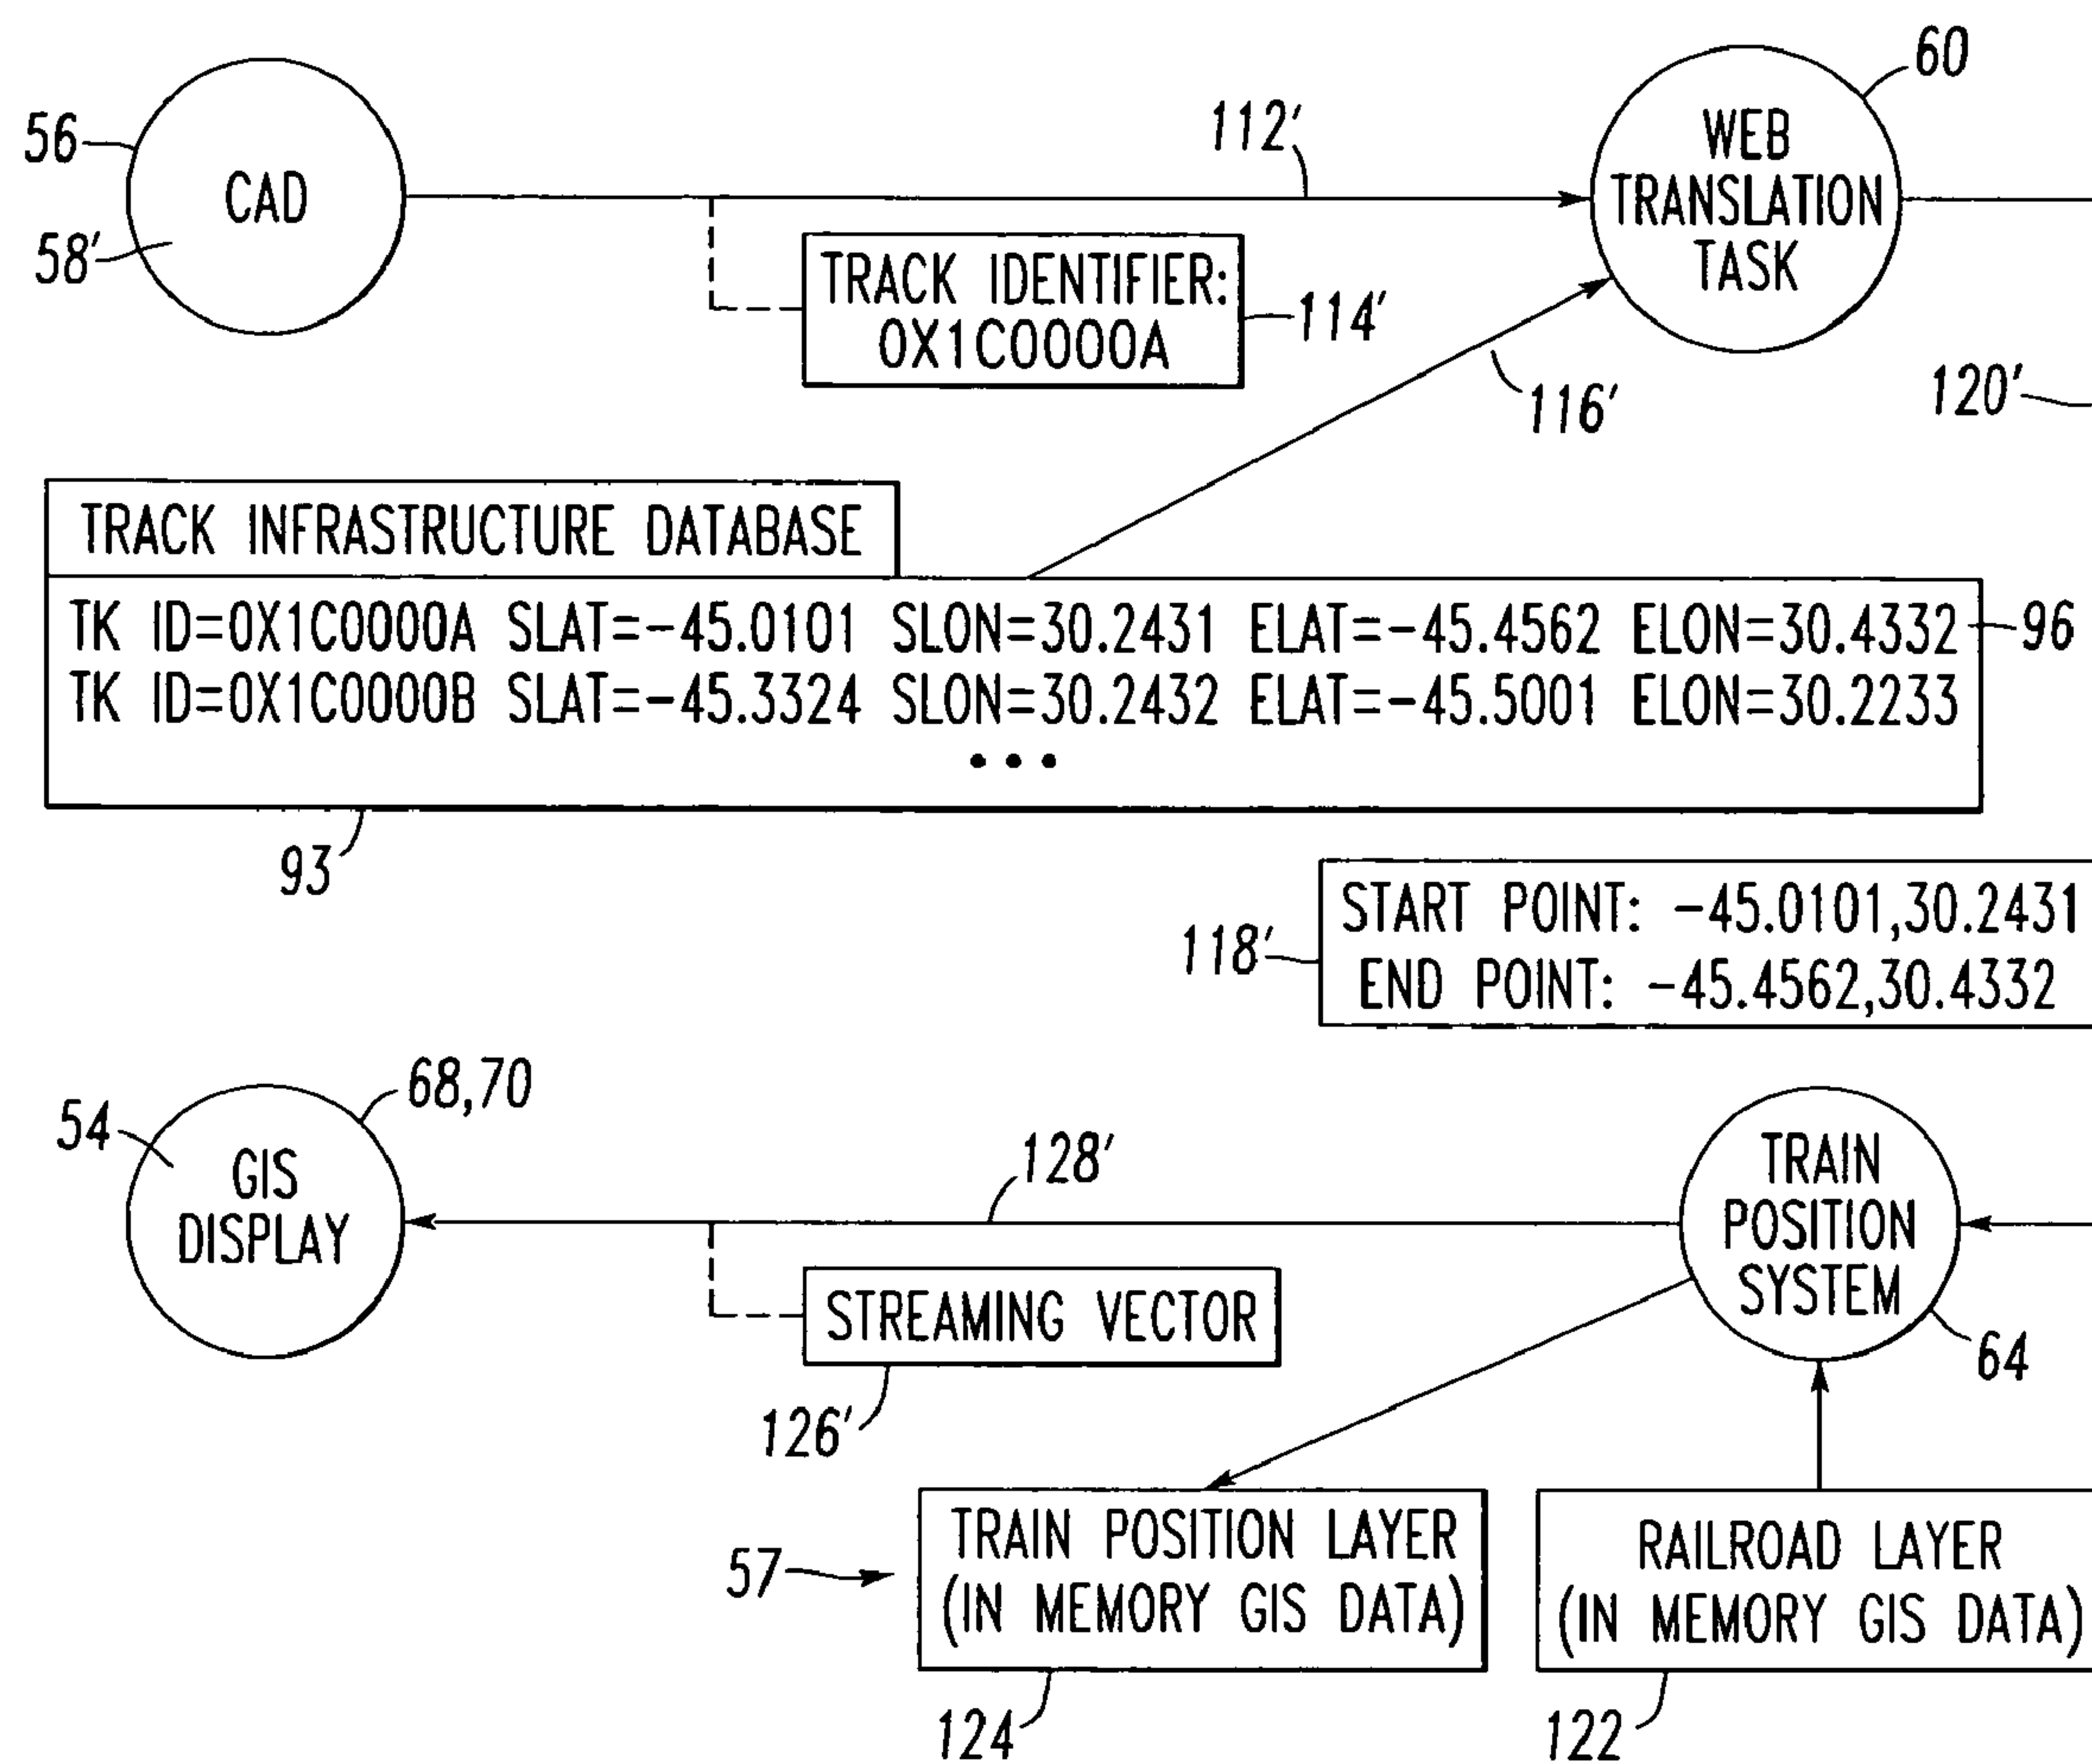 60
56
CAD
58′
112′
WEB
TRANSLATION
TASK
TRACK IDENTIFIER:
0X1C0000A
114′
116′
120′
TRACK INFRASTRUCTURE DATABASE
TK ID=0X1C0000A SLAT=-45.0101 SLON=30.2431 ELAT=-45.4562 ELON=30.4332
96
TK ID=0X1C0000B SLAT=-45.3324 SLON=30.2432 ELAT=-45.5001 ELON=30.2233
•••
93
118′
START POINT: -45.0101,30.2431
END POINT: -45.4562,30.4332
54
68,70
GIS
DISPLAY
128′
TRAIN
POSITION
SYSTEM
64
STREAMING VECTOR
126′
57
TRAIN POSITION LAYER
(IN MEMORY GIS DATA)
124
RAILROAD LAYER
(IN MEMORY GIS DATA)
122